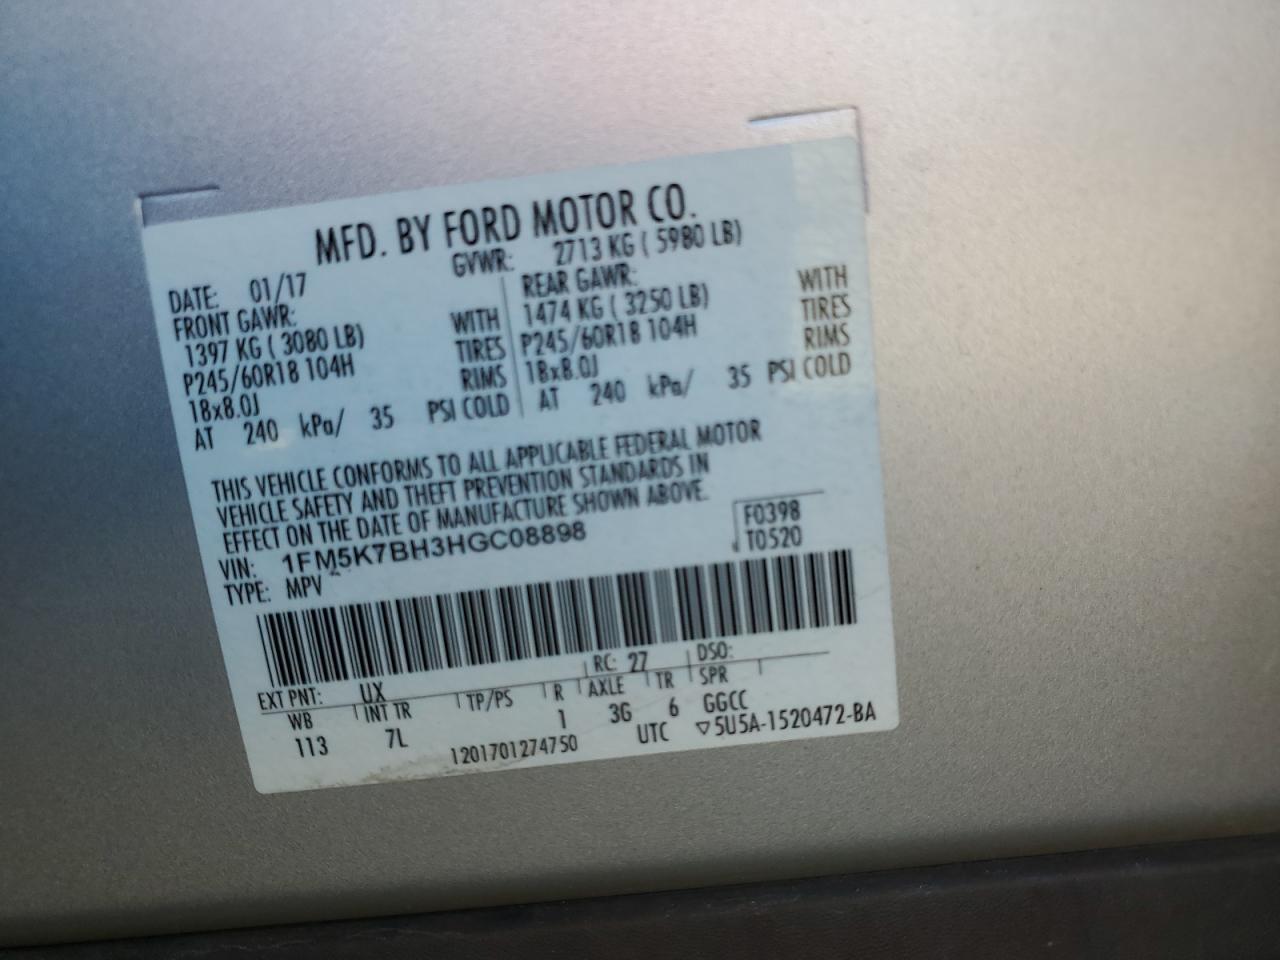 MFD. BY FORD MOTOR CO.
DATE: 01/17 GVWR: 2713 KG ( 5980 LB)
FRONT GAWR: REAR GAWR:
1397 KG ( 3080 LB) WITH 1474 KG ( 3250 LB) WITH
P245/60R18 104H TIRES P245/60R18 104H TIRES
18x8.0J RIMS 18x8.0J RIMS
AT 240 kPa/ 35 PSI COLD AT 240 kPa/ 35 PSI COLD
THIS VEHICLE CONFORMS TO ALL APPLICABLE FEDERAL MOTOR
VEHICLE SAFETY AND THEFT PREVENTION STANDARDS IN
EFFECT ON THE DATE OF MANUFACTURE SHOWN ABOVE.
VIN: 1FM5K7BH3HGC08898 F0398
TYPE: MPV T0520
EXT PNT: UX RC: 27 DSO:
WB INT TR TP/PS R AXLE TR SPR
113 7L 1 3G 6 GGCC
1201701274750 UTC ▽5U5A-1520472-BA